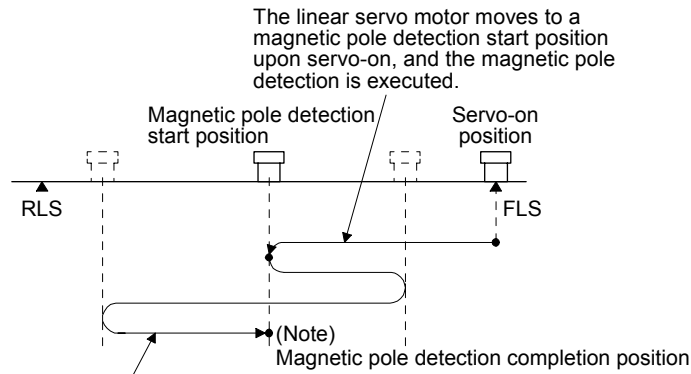 The linear servo motor moves to a
magnetic pole detection start position
upon servo-on, and the magnetic pole
detection is executed.
Magnetic pole detection
start position
Servo-on
position
RLS
FLS
(Note)
Magnetic pole detection completion position